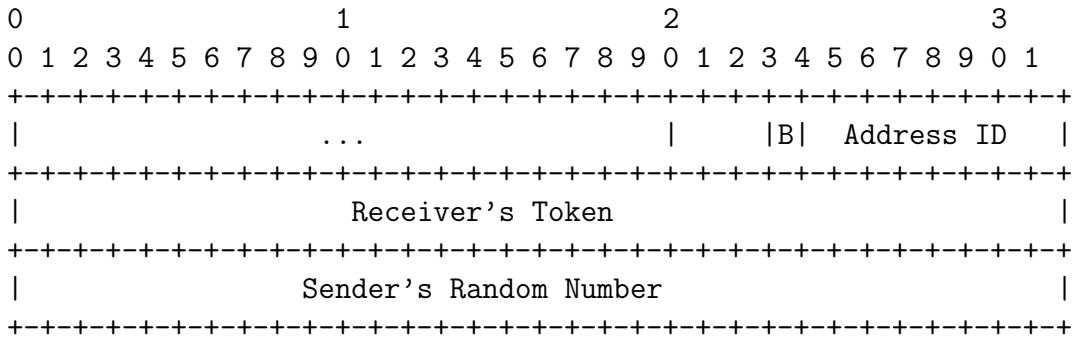 0                   1                   2                   3
0 1 2 3 4 5 6 7 8 9 0 1 2 3 4 5 6 7 8 9 0 1 2 3 4 5 6 7 8 9 0 1
+-+-+-+-+-+-+-+-+-+-+-+-+-+-+-+-+-+-+-+-+-+-+-+-+-+-+-+-+-+-+-+-+
|                  ...                  |     |B|  Address ID   |
+-+-+-+-+-+-+-+-+-+-+-+-+-+-+-+-+-+-+-+-+-+-+-+-+-+-+-+-+-+-+-+-+
|                    Receiver's Token                           |
+-+-+-+-+-+-+-+-+-+-+-+-+-+-+-+-+-+-+-+-+-+-+-+-+-+-+-+-+-+-+-+-+
|                 Sender's Random Number                        |
+-+-+-+-+-+-+-+-+-+-+-+-+-+-+-+-+-+-+-+-+-+-+-+-+-+-+-+-+-+-+-+-+